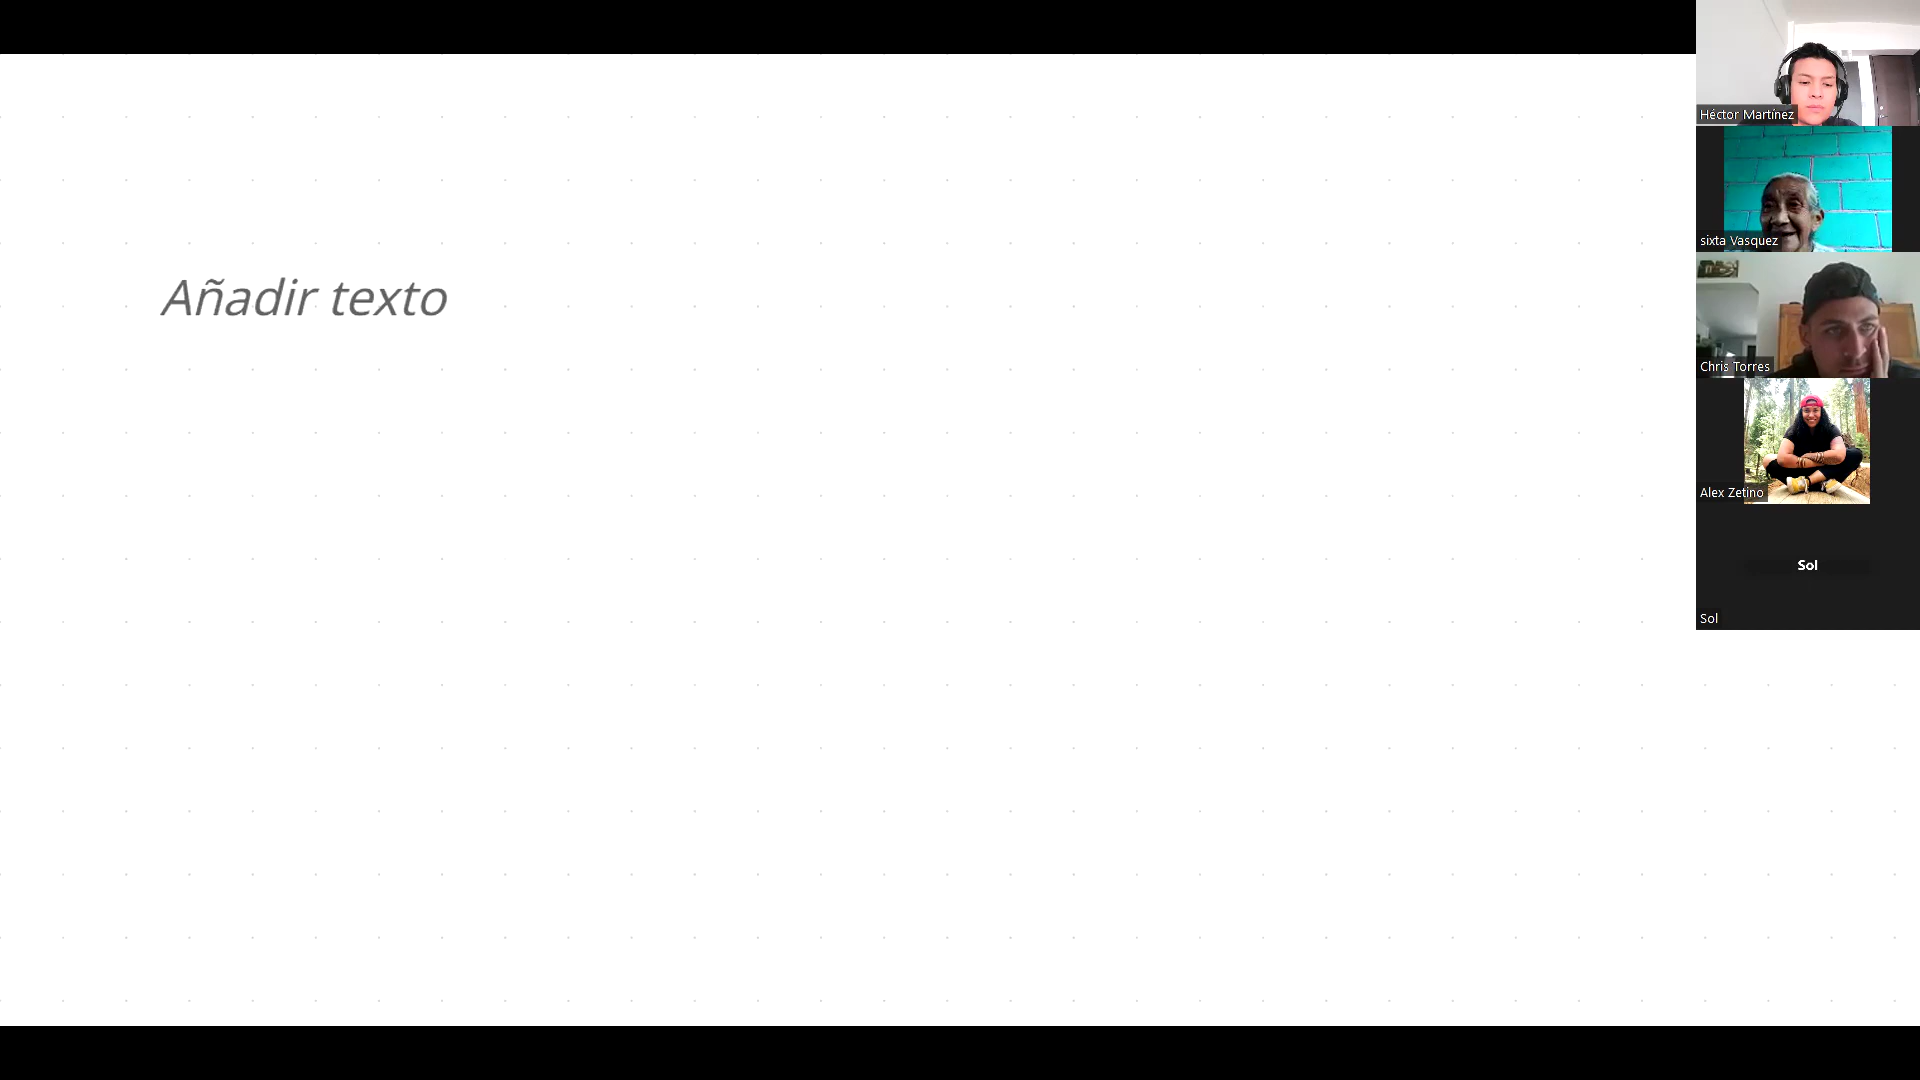 Añadir texto
Héctor Martínez
sixta Vasquez
Chris Torres
Alex Zetino
Sol
Sol